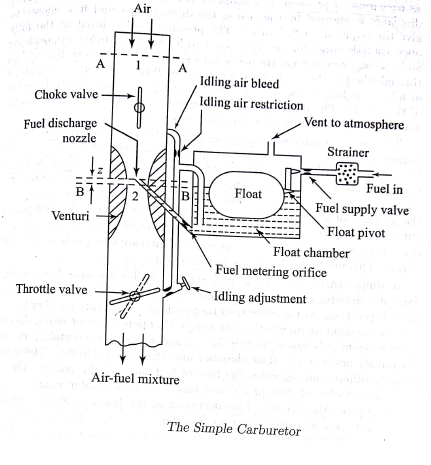 Air
A
1
A
Choke valve
Idling air bleed
Idling air restriction
Fuel discharge
nozzle
Vent to atmosphere
Strainer
z
B
2
B
Float
Fuel in
Fuel supply valve
Venturi
Float pivot
Float chamber
Fuel metering orifice
Throttle valve
Idling adjustment
Air-fuel mixture
The Simple Carburetor